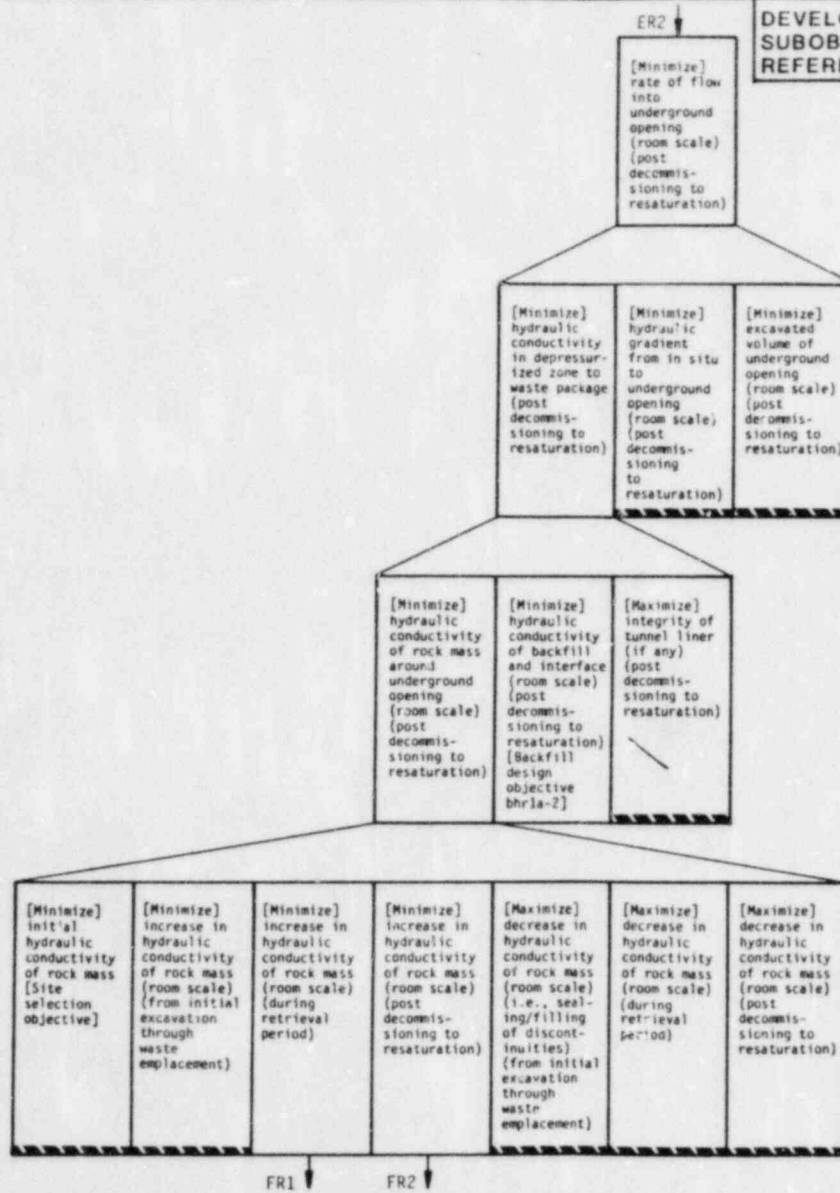 ER2
DEVELO
SUBOB
REFERE
[Minimize]
rate of flow
into
underground
opening
(room scale)
(post
decommis-
sioning to
resaturation)
[Minimize]
hydraulic
conductivity
in depressur-
ized zone to
waste package
(post
decommis-
sioning to
resaturation)
[Minimize]
hydraulic
gradient
from in situ
to
underground
opening
(room scale)
(post
decommis-
sioning
to
resaturation)
[Minimize]
excavated
volume of
underground
opening
(room scale)
(post
decommis-
sioning to
resaturation)
[Minimize]
hydraulic
conductivity
of rock mass
around
underground
opening
(room scale)
(post
decommis-
sioning to
resaturation)
[Minimize]
hydraulic
conductivity
of backfill
and interface
(room scale)
(post
decommis-
sioning to
resaturation)
[Backfill
design
objective
bhr1a-2]
[Maximize]
integrity of
tunnel liner
(if any)
(post
decommis-
sioning to
resaturation)
[Minimize]
initial
hydraulic
conductivity
of rock mass
[Site
selection
objective]
[Minimize]
increase in
hydraulic
conductivity
of rock mass
(room scale)
(from initial
excavation
through
waste
emplacement)
[Minimize]
increase in
hydraulic
conductivity
of rock mass
(room scale)
(during
retrieval
period)
[Minimize]
increase in
hydraulic
conductivity
of rock mass
(room scale)
(post
decommis-
sioning to
resaturation)
[Maximize]
decrease in
hydraulic
conductivity
of rock mass
(room scale)
(i.e., seal-
ing/filling
of discont-
inuities)
(from initial
excavation
through
waste
emplacement)
[Maximize]
decrease in
hydraulic
conductivity
of rock mass
(room scale)
(during
retrieval
period)
[Maximize]
decrease in
hydraulic
conductivity
of rock mass
(room scale)
(post
decommis-
sioning to
resaturation)
FR1
FR2